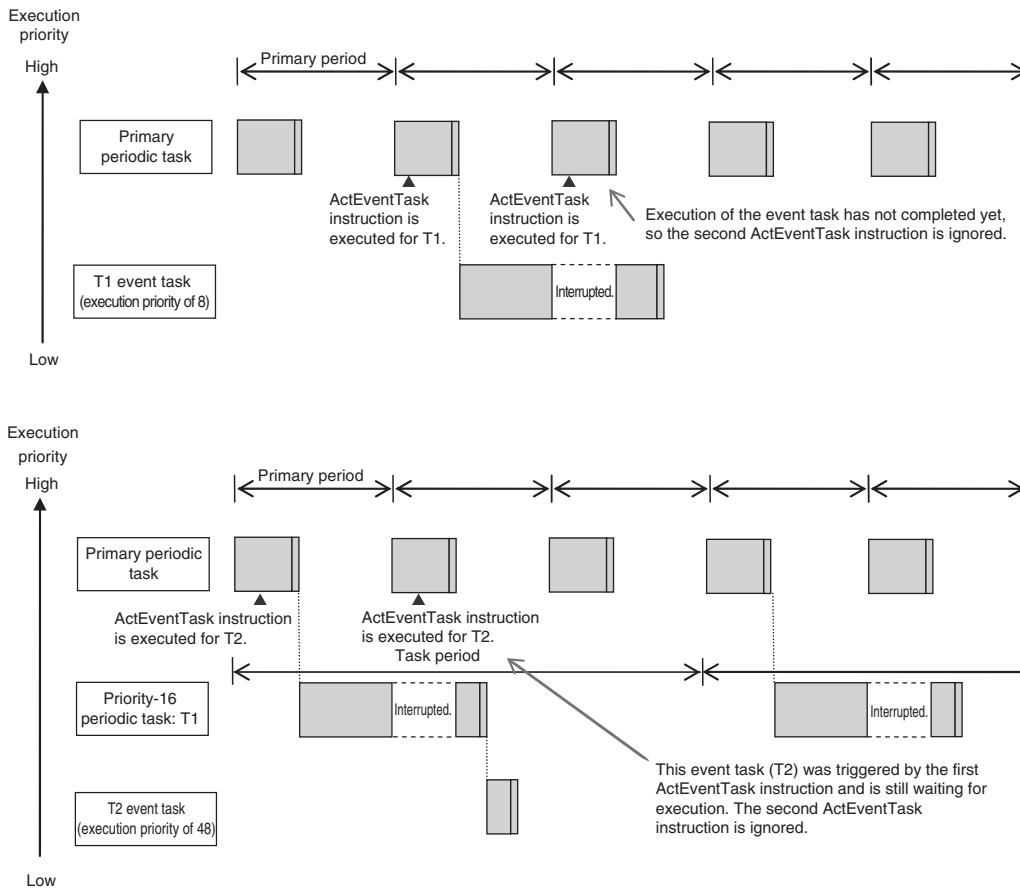 Execution
priority
High
Primary period
Primary
periodic task
ActEventTask
instruction is
executed for T1.
ActEventTask
instruction is
executed for T1.
Execution of the event task has not completed yet,
so the second ActEventTask instruction is ignored.
T1 event task
(execution priority of 8)
Interrupted.
Low
Execution
priority
High
Primary period
Primary periodic
task
ActEventTask instruction
is executed for T2.
ActEventTask instruction
is executed for T2.
Task period
Priority-16
periodic task: T1
Interrupted.
Interrupted.
This event task (T2) was triggered by the first
ActEventTask instruction and is still waiting for
execution. The second ActEventTask
instruction is ignored.
T2 event task
(execution priority of 48)
Low